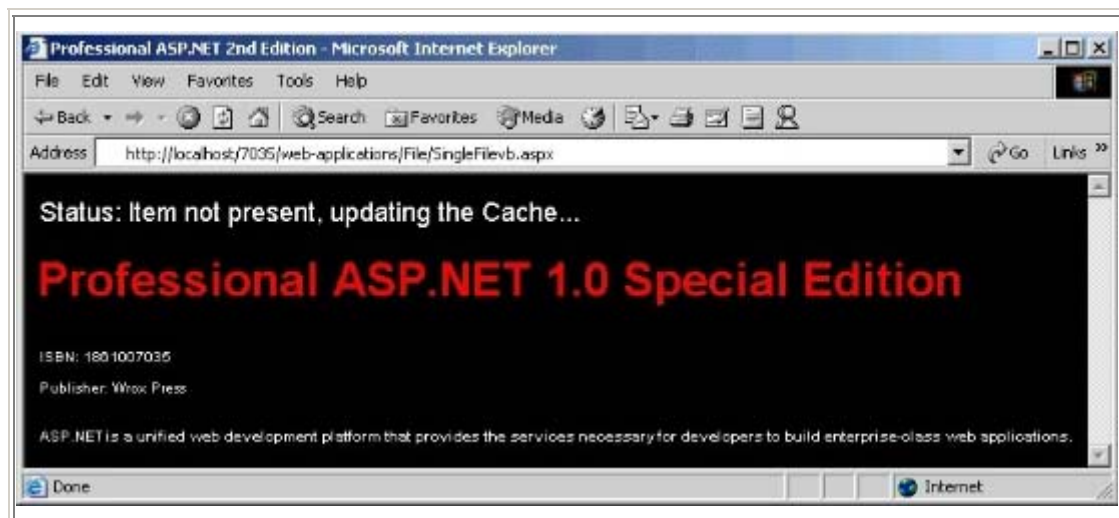 Professional ASP.NET 2nd Edition - Microsoft Internet Explorer
File Edit View Favorites Tools Help
Back Search Favorites Media
Address http://localhost/7035/web-applications/File/SingleFilevb.aspx Go Links »
Status: Item not present, updating the Cache...
Professional ASP.NET 1.0 Special Edition
ISBN: 1861007035
Publisher: Wrox Press
ASP.NET is a unified web development platform that provides the services necessary for developers to build enterprise-class web applications.
Done Internet